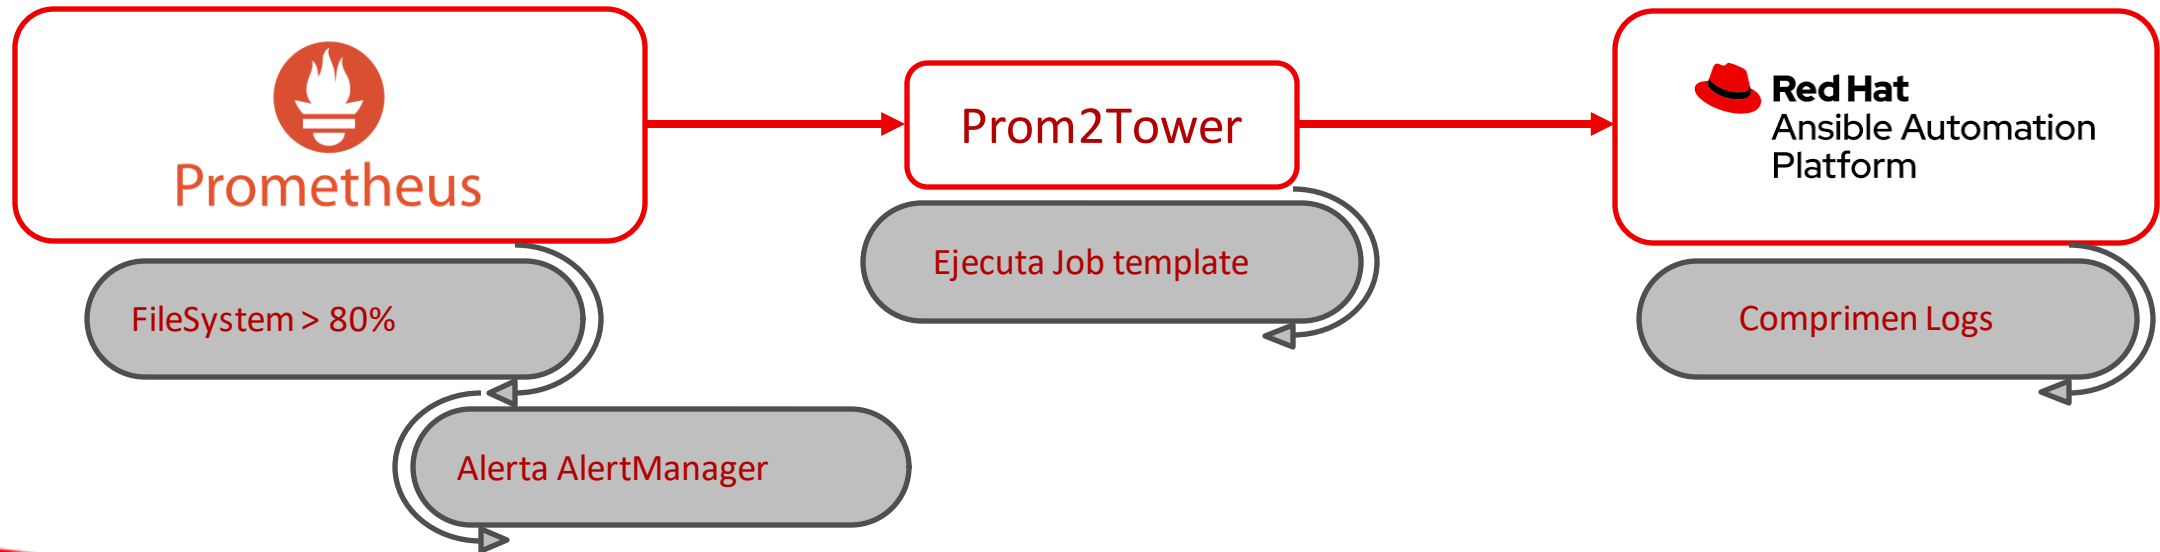 Prometheus
FileSystem > 80%
Alerta AlertManager
Prom2Tower
Ejecuta Job template
Red Hat
Ansible Automation
Platform
Comprimen Logs